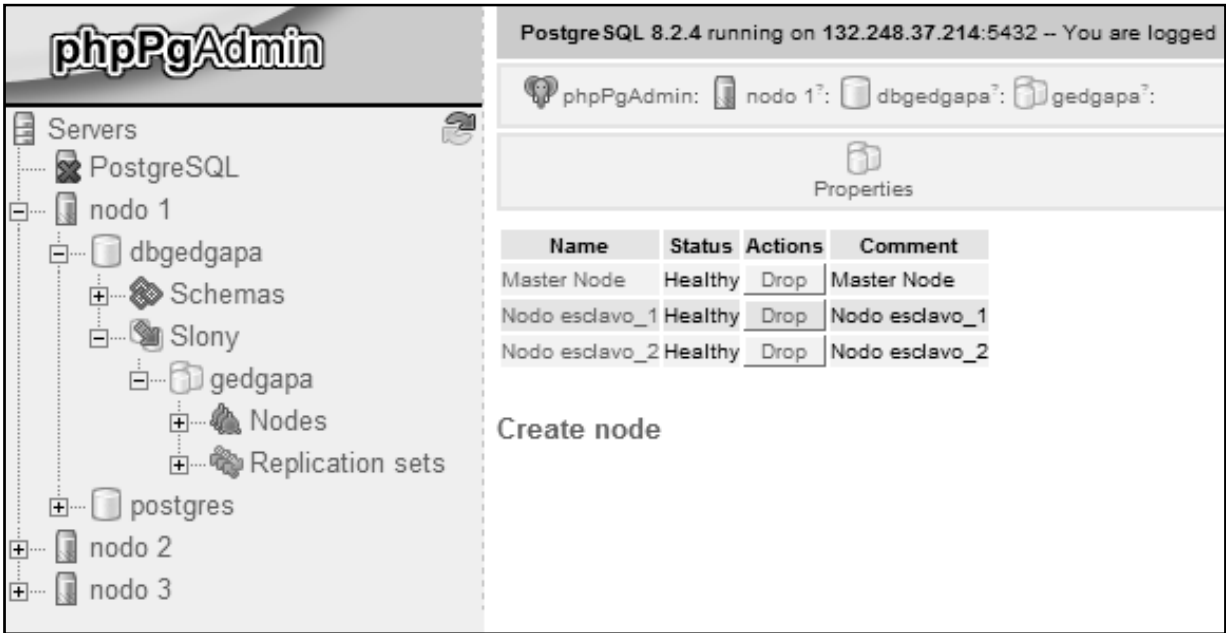 phpPgAdmin
Servers
PostgreSQL
nodo 1
dbgedgapa
Schemas
Slony
gedgapa
Nodes
Replication sets
postgres
nodo 2
nodo 3
PostgreSQL 8.2.4 running on 132.248.37.214:5432 -- You are logged
phpPgAdmin: nodo 1?: dbgedgapa?: gedgapa?:
Properties
Name Status Actions Comment
Master Node Healthy Drop Master Node
Nodo esclavo_1 Healthy Drop Nodo esclavo_1
Nodo esclavo_2 Healthy Drop Nodo esclavo_2
Create node